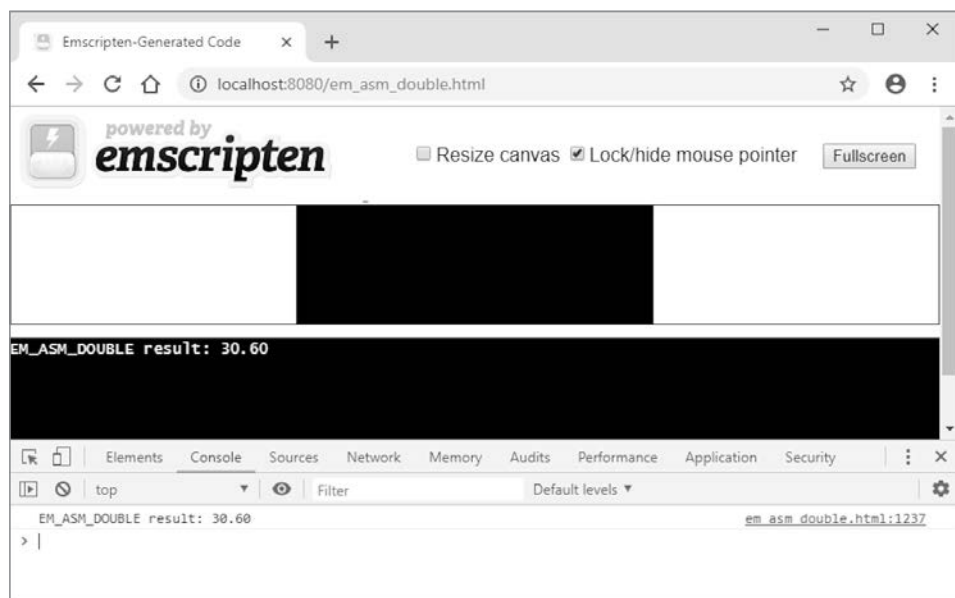 Emscripten-Generated Code
localhost:8080/em_asm_double.html
powered by
emscripten
Resize canvas Lock/hide mouse pointer Fullscreen
EM_ASM_DOUBLE result: 30.60
Elements Console Sources Network Memory Audits Performance Application Security
top Filter Default levels
EM_ASM_DOUBLE result: 30.60 em_asm_double.html:1237